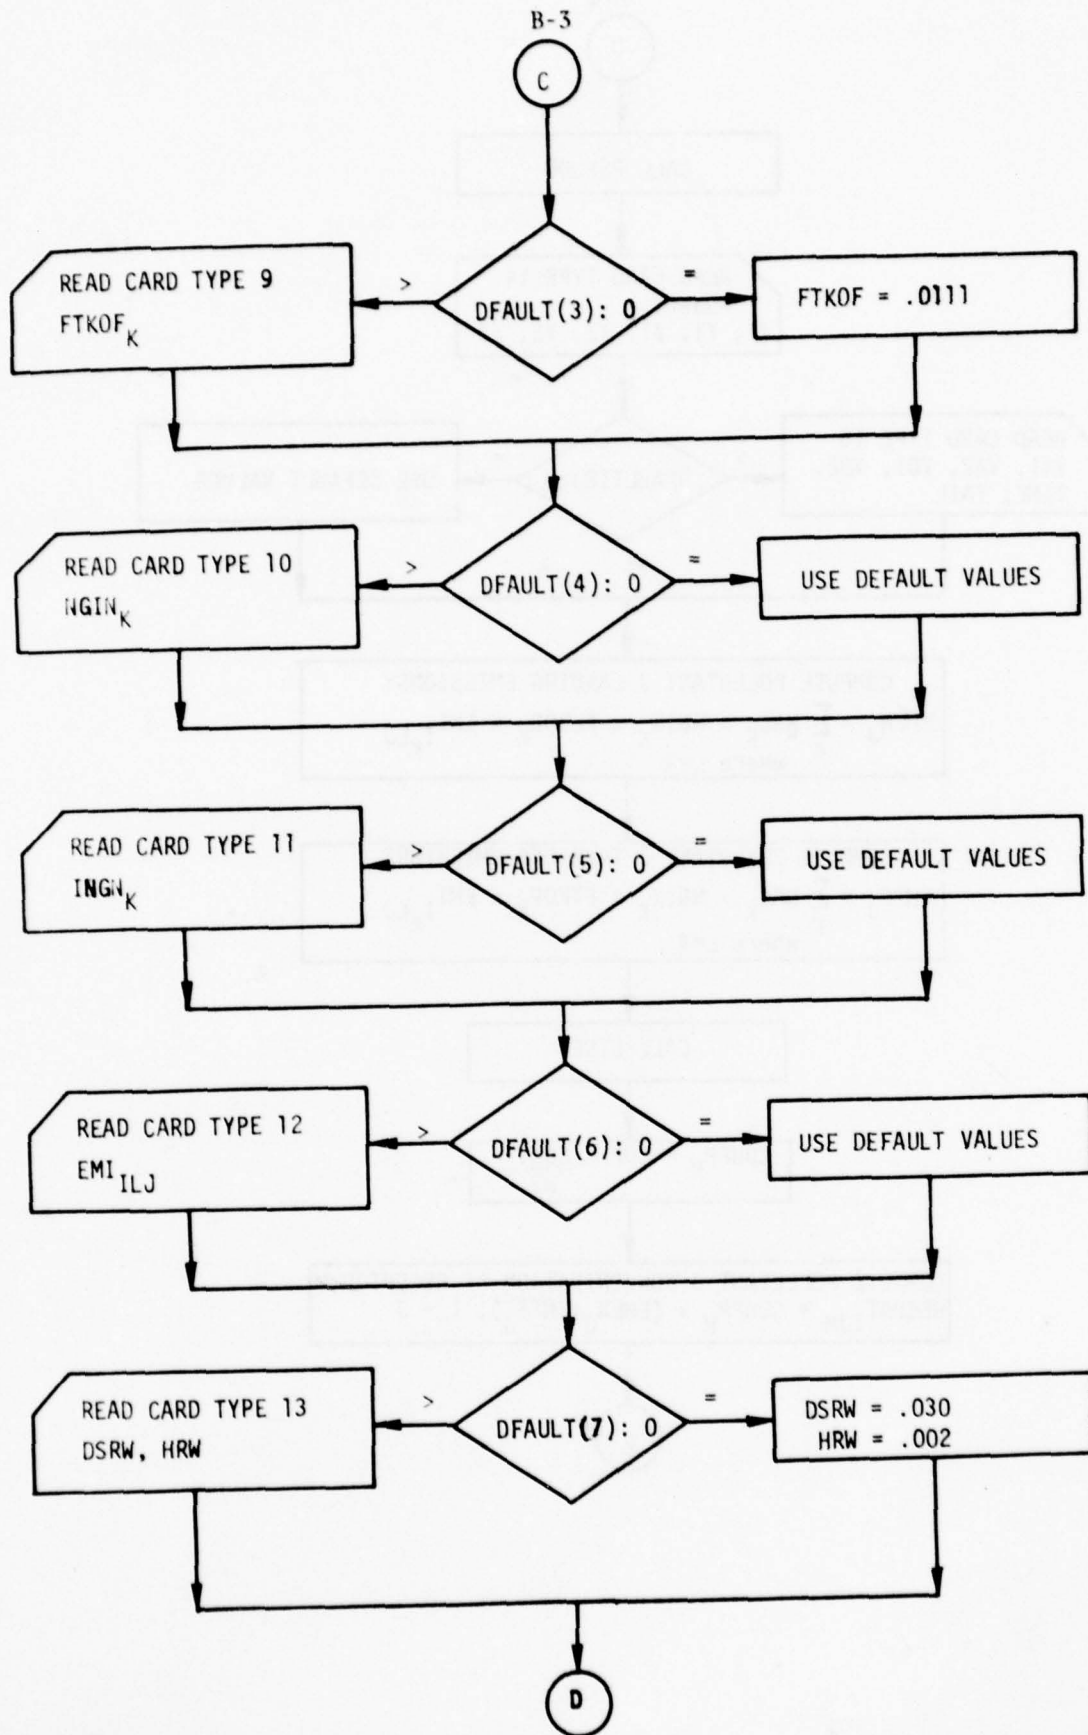 B-3
C
READ CARD TYPE 9
FTKOF_K
>
DFAULT(3): 0
=
FTKOF = .0111
READ CARD TYPE 10
NGIN_K
>
DFAULT(4): 0
=
USE DEFAULT VALUES
READ CARD TYPE 11
INGN_K
>
DFAULT(5): 0
=
USE DEFAULT VALUES
READ CARD TYPE 12
EMI_ILJ
>
DFAULT(6): 0
=
USE DEFAULT VALUES
READ CARD TYPE 13
DSRW, HRW
>
DFAULT(7): 0
=
DSRW = .030
HRW = .002
D